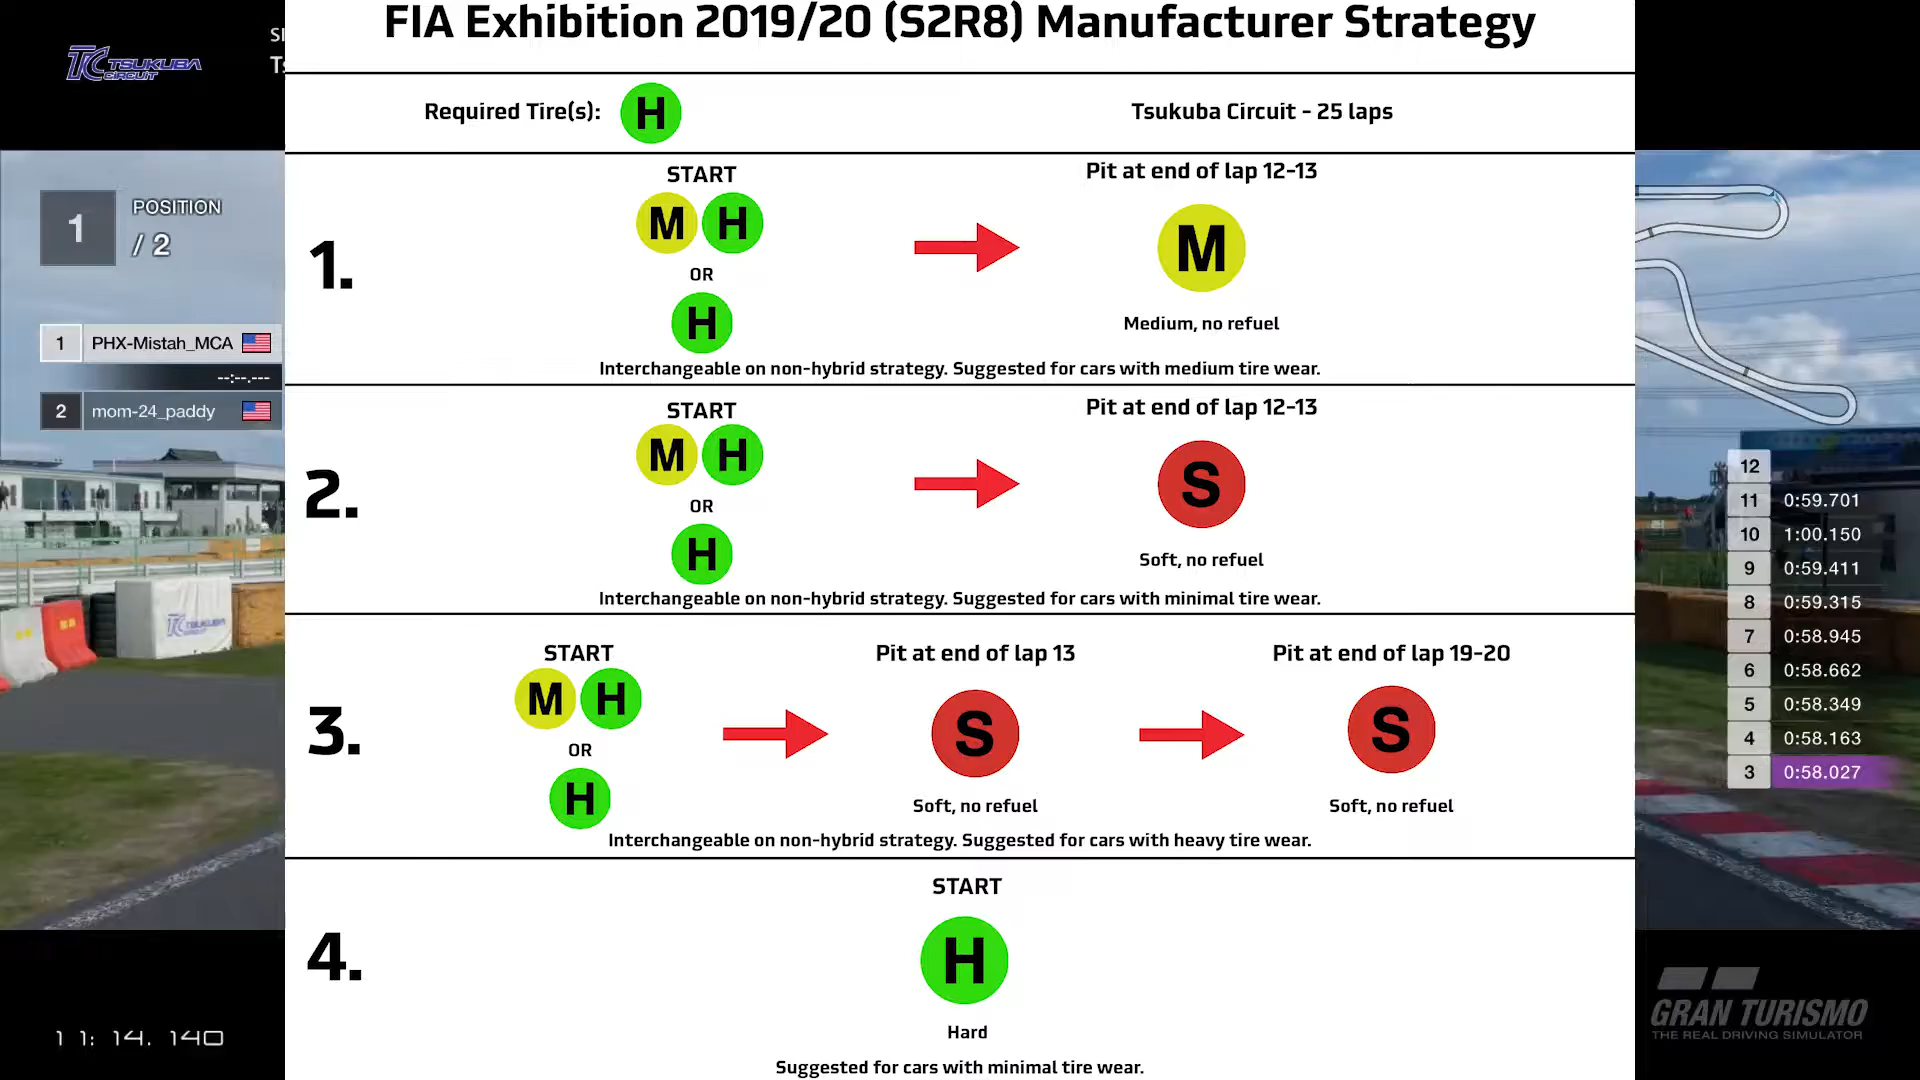 FIA Exhibition 2019/20 (S2R8) Manufacturer Strategy
TC TSUKUBA CIRCUIT
Required Tire(s): H
Tsukuba Circuit - 25 laps
1
POSITION
/ 2
1 PHX-Mistah_MCA
--:--.---
2 mom-24_paddy
1.
START
M H
OR
H
Pit at end of lap 12-13
M
Medium, no refuel
Interchangeable on non-hybrid strategy. Suggested for cars with medium tire wear.
2.
START
M H
OR
H
Pit at end of lap 12-13
S
Soft, no refuel
Interchangeable on non-hybrid strategy. Suggested for cars with minimal tire wear.
3.
START
M H
OR
H
Pit at end of lap 13
S
Soft, no refuel
Pit at end of lap 19-20
S
Soft, no refuel
Interchangeable on non-hybrid strategy. Suggested for cars with heavy tire wear.
4.
START
H
Hard
Suggested for cars with minimal tire wear.
12
11 0:59.701
10 1:00.150
9 0:59.411
8 0:59.315
7 0:58.945
6 0:58.662
5 0:58.349
4 0:58.163
3 0:58.027
11:14.140
GRAN TURISMO
THE REAL DRIVING SIMULATOR